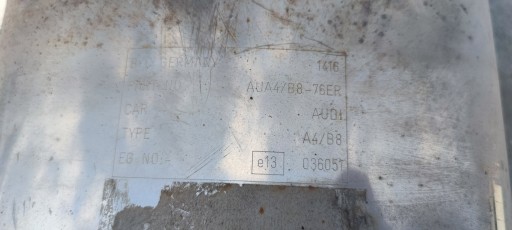 1416
AUA4/B8-76ER
CAR AUDI
TYPE A4/B8
EG NO:- e13 036051